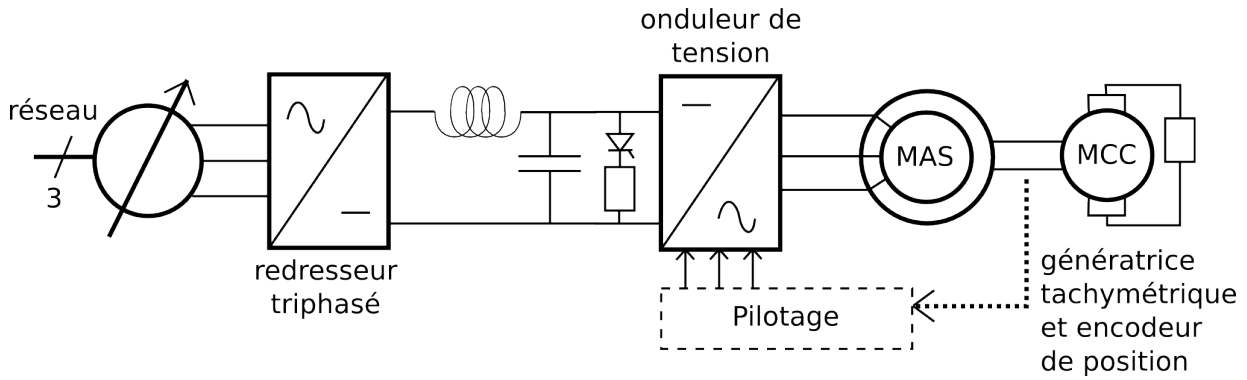 onduleur de
tension
réseau
3
MAS
MCC
redresseur
triphasé
Pilotage
génératrice
tachymétrique
et encodeur
de position